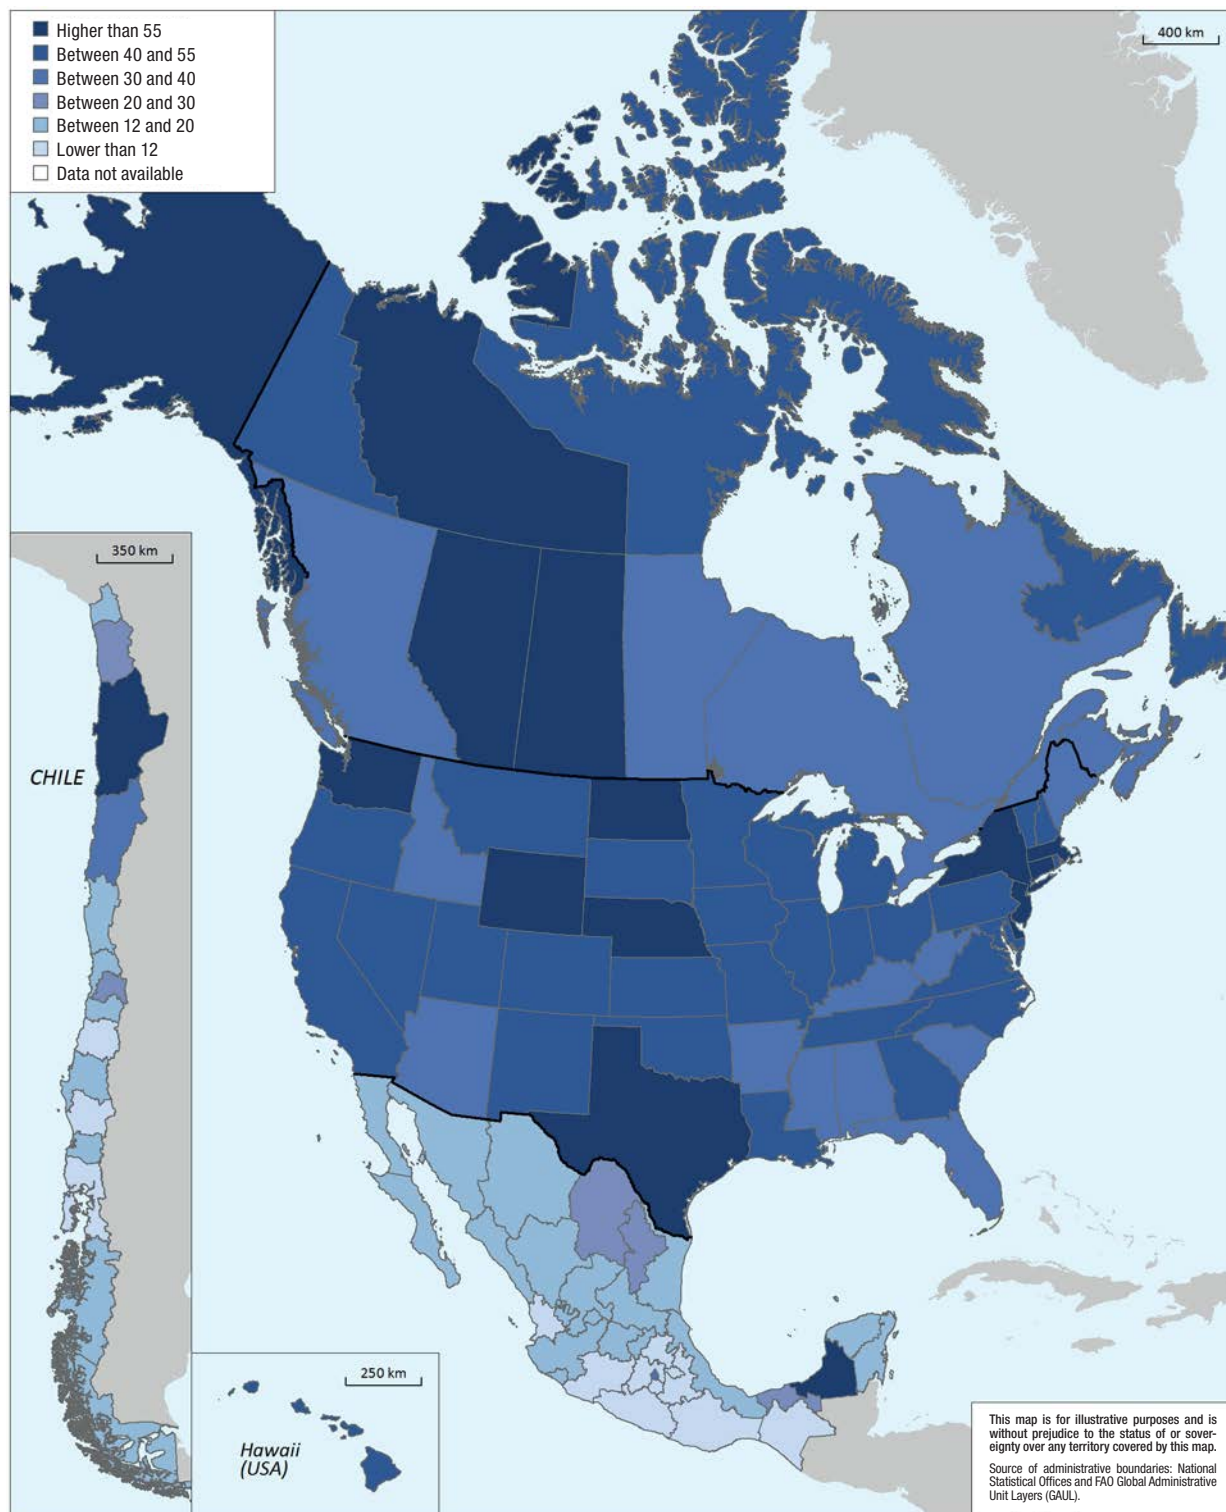 Higher than 55
Between 40 and 55
Between 30 and 40
Between 20 and 30
Between 12 and 20
Lower than 12
Data not available
400 km
350 km
CHILE
250 km
Hawaii
(USA)
This map is for illustrative purposes and is
without prejudice to the status of or sover-
eignty over any territory covered by this map.
Source of administrative boundaries: National
Statistical Offices and FAO Global Administrative
Unit Layers (GAUL).